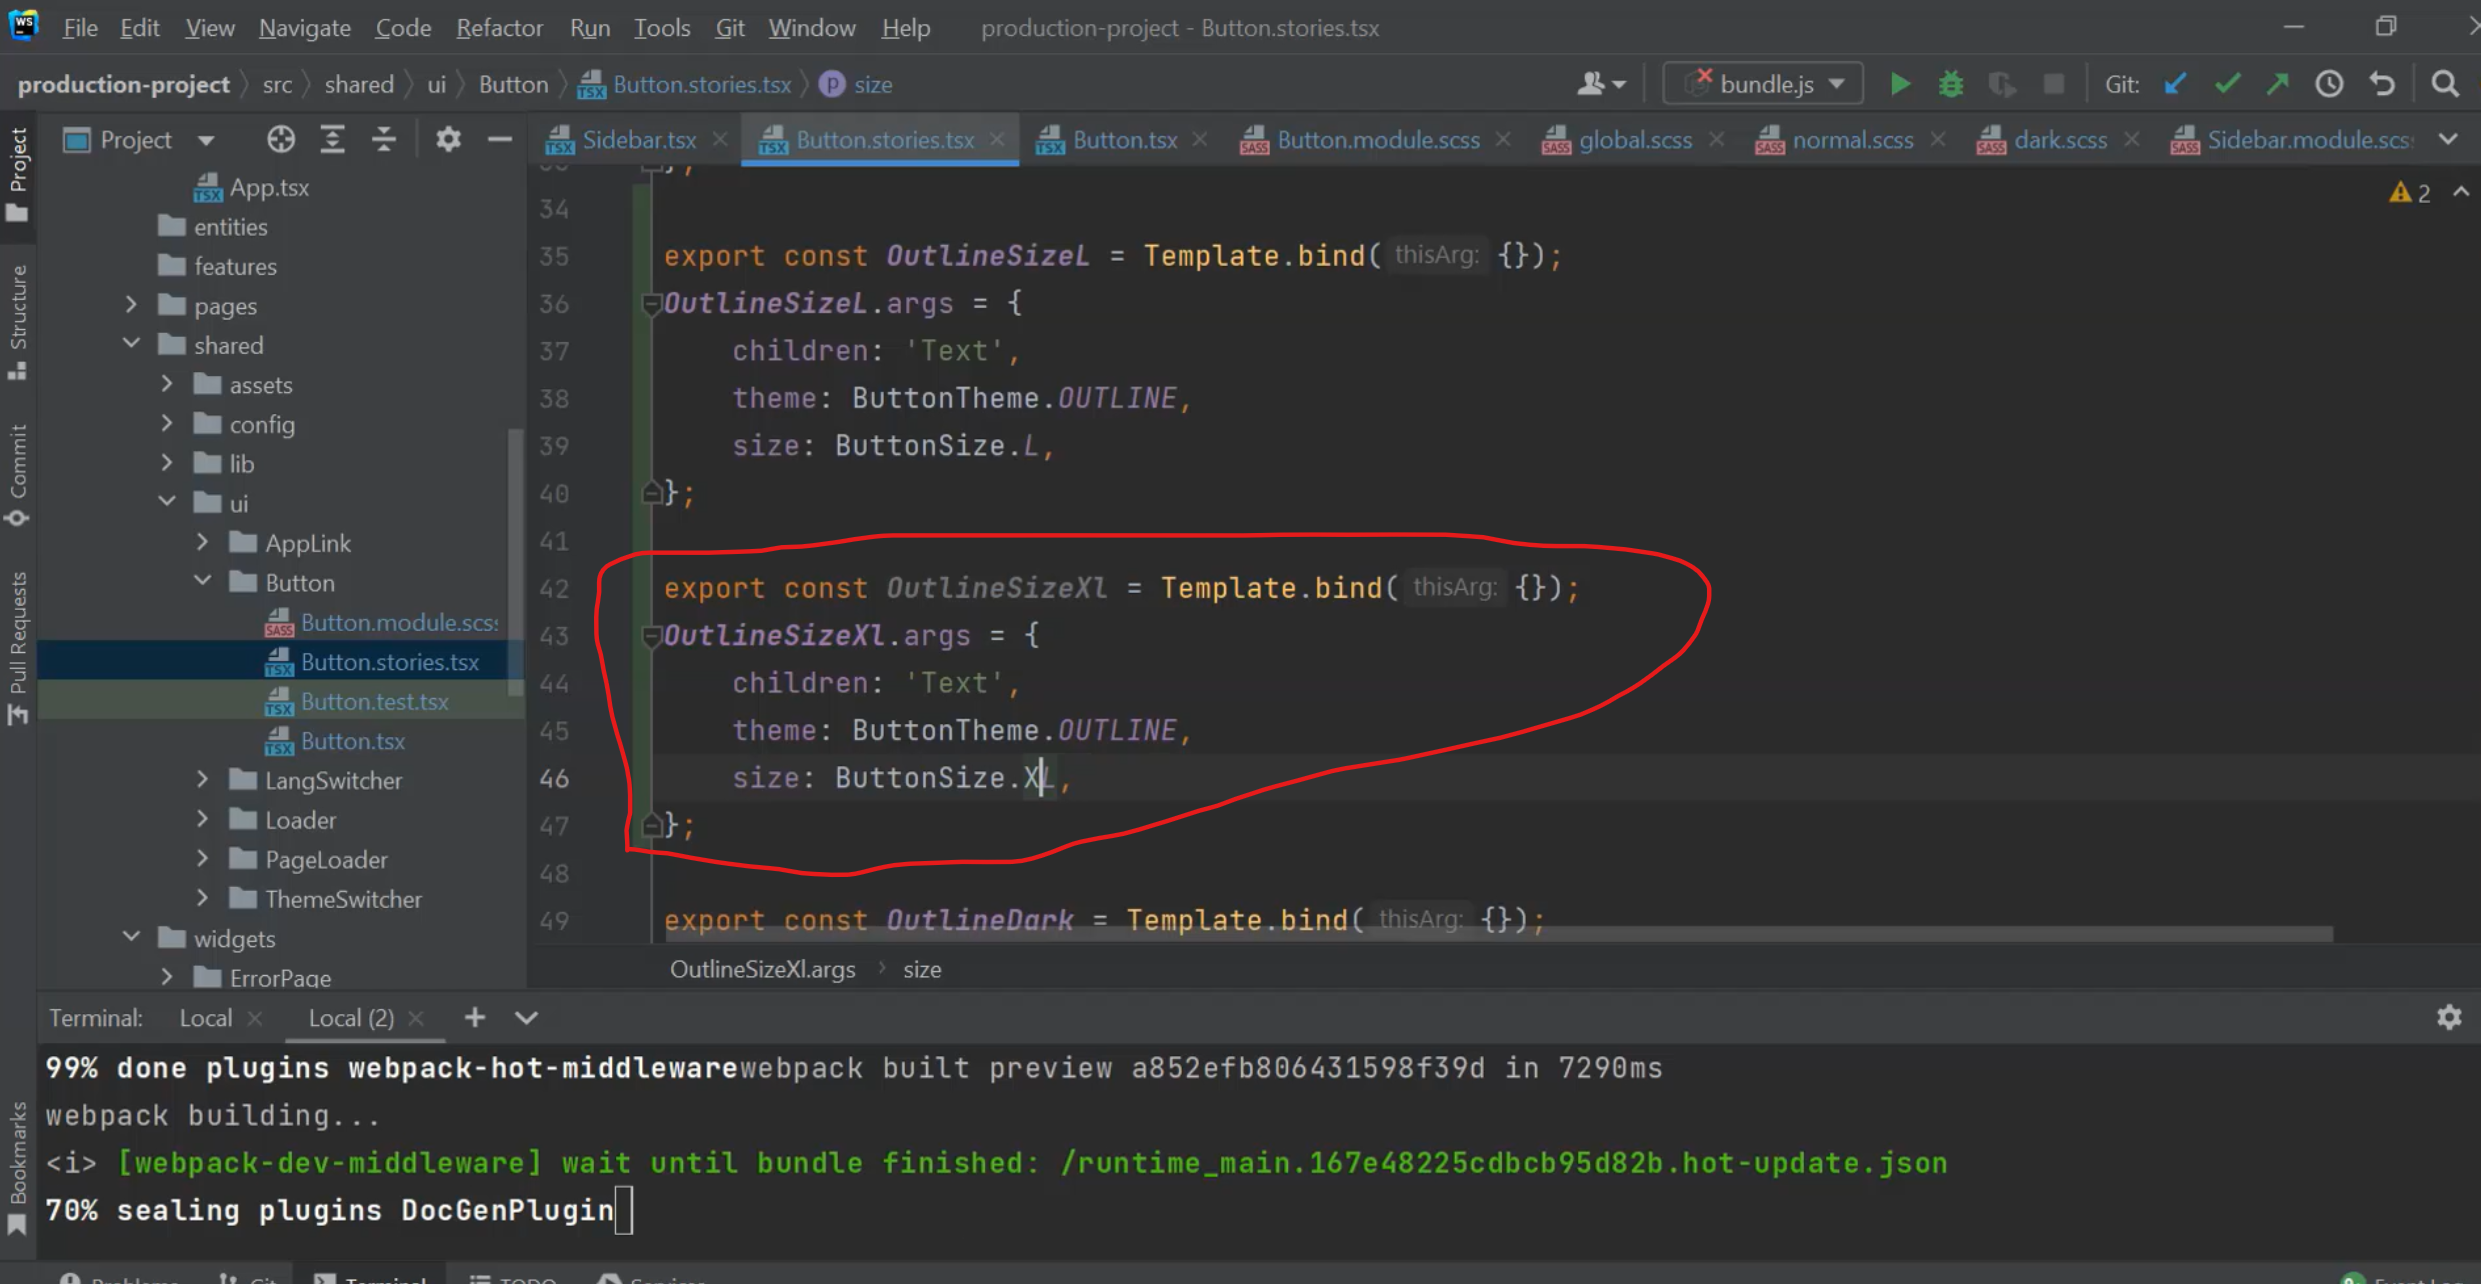 File Edit View Navigate Code Refactor Run Tools Git Window Help production-project - Button.stories.tsx
production-project src shared ui Button Button.stories.tsx size bundle.js Git:
Project Sidebar.tsx Button.stories.tsx Button.tsx Button.module.scss global.scss normal.scss dark.scss Sidebar.module.scs
Project
Structure
Commit
Pull Requests
Bookmarks
App.tsx
entities
features
pages
shared
assets
config
lib
ui
AppLink
Button
Button.module.scss
Button.stories.tsx
Button.test.tsx
Button.tsx
LangSwitcher
Loader
PageLoader
ThemeSwitcher
widgets
ErrorPage
2
};
34
35 export const OutlineSizeL = Template.bind( thisArg: {});
36 OutlineSizeL.args = {
37 children: 'Text',
38 theme: ButtonTheme.OUTLINE,
39 size: ButtonSize.L,
40 };
41
42 export const OutlineSizeXl = Template.bind( thisArg: {});
43 OutlineSizeXl.args = {
44 children: 'Text',
45 theme: ButtonTheme.OUTLINE,
46 size: ButtonSize.XL,
47 };
48
49 export const OutlineDark = Template.bind( thisArg: {});
OutlineSizeXl.args size
Terminal: Local Local (2)
99% done plugins webpack-hot-middlewarewebpack built preview a852efb806431598f39d in 7290ms
webpack building...
<i> [webpack-dev-middleware] wait until bundle finished: /runtime_main.167e48225cdbcb95d82b.hot-update.json
70% sealing plugins DocGenPlugin
Problems Git Terminal TODO Services Event Log